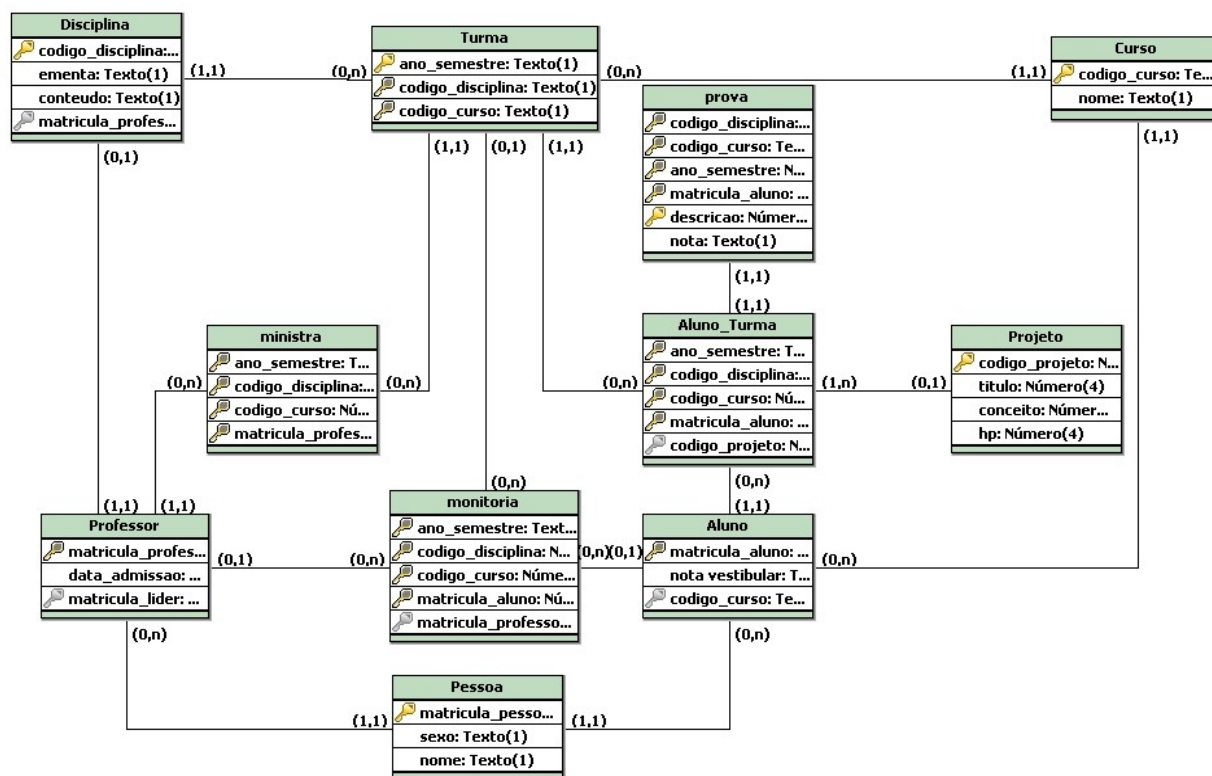 Disciplina
codigo_disciplina:...
ementa: Texto(1)
conteudo: Texto(1)
matricula_profes...
(1,1)
(0,n)
(0,1)
Turma
ano_semestre: Texto(1)
codigo_disciplina: Texto(1)
codigo_curso: Texto(1)
(0,n)
(1,1)
(1,1)
(0,1)
(1,1)
Curso
codigo_curso: Te...
nome: Texto(1)
(1,1)
prova
codigo_disciplina:...
codigo_curso: Te...
ano_semestre: N...
matricula_aluno: ...
descricao: Númer...
nota: Texto(1)
(1,1)
(1,1)
ministra
ano_semestre: T...
codigo_disciplina:...
codigo_curso: Nú...
matricula_profes...
(0,n)
(0,n)
Aluno_Turma
ano_semestre: T...
codigo_disciplina:...
codigo_curso: Nú...
matricula_aluno: ...
codigo_projeto: N...
(0,n)
(1,n)
(0,1)
(0,n)
(1,1)
Projeto
codigo_projeto: N...
titulo: Número(4)
conceito: Númer...
hp: Número(4)
(1,1)
(1,1)
Professor
matricula_profes...
data_admissao: ...
matricula_lider: ...
(0,1)
(0,n)
(0,n)
(0,n)
monitoria
ano_semestre: Text...
codigo_disciplina: N...
codigo_curso: Núme...
matricula_aluno: Nú...
matricula_professo...
(0,n)(0,1)
Aluno
matricula_aluno: ...
nota vestibular: T...
codigo_curso: Te...
(0,n)
(0,n)
Pessoa
matricula_pesso...
sexo: Texto(1)
nome: Texto(1)
(1,1)
(1,1)